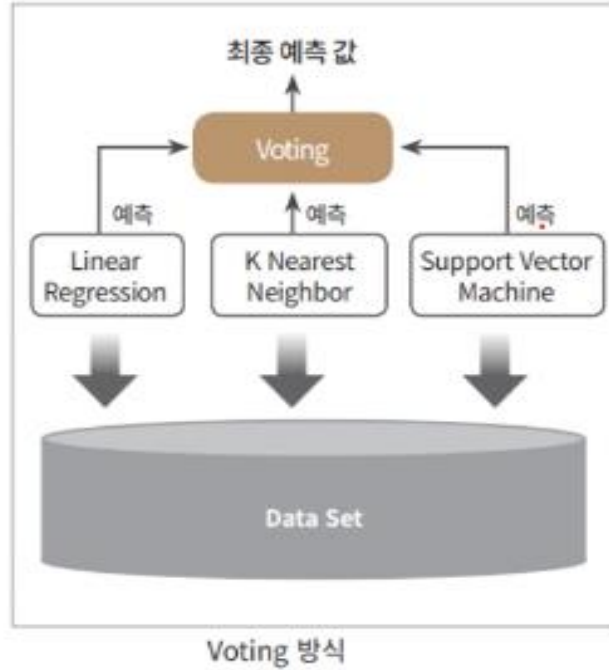 최종 예측 값
Voting
예측 예측 예측
Linear Regression
K Nearest Neighbor
Support Vector Machine
Data Set
Voting 방식